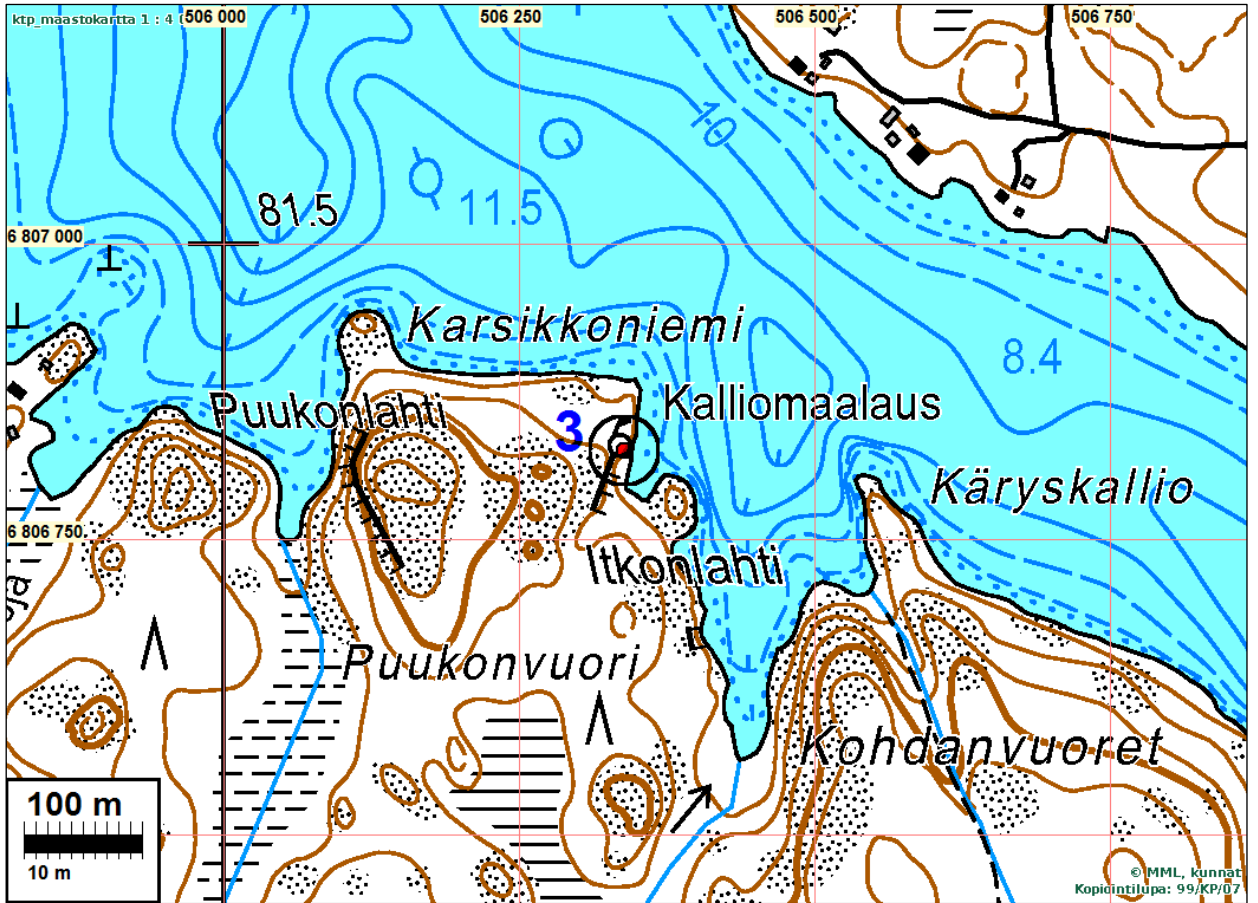 ktp_maastokartta 1 : 4
506 000
506 250
506 500
506 750
10
81.5
11.5
6 807 000
Karsikkoniemi
8.4
Puukonlahti
3
Kalliomaalaus
Käryskallio
6 806 750
Itkonlahti
oja
Puukonvuori
Kohdanvuoret
100 m
10 m
© MML, kunnat
Kopiointilupa: 99/KP/07